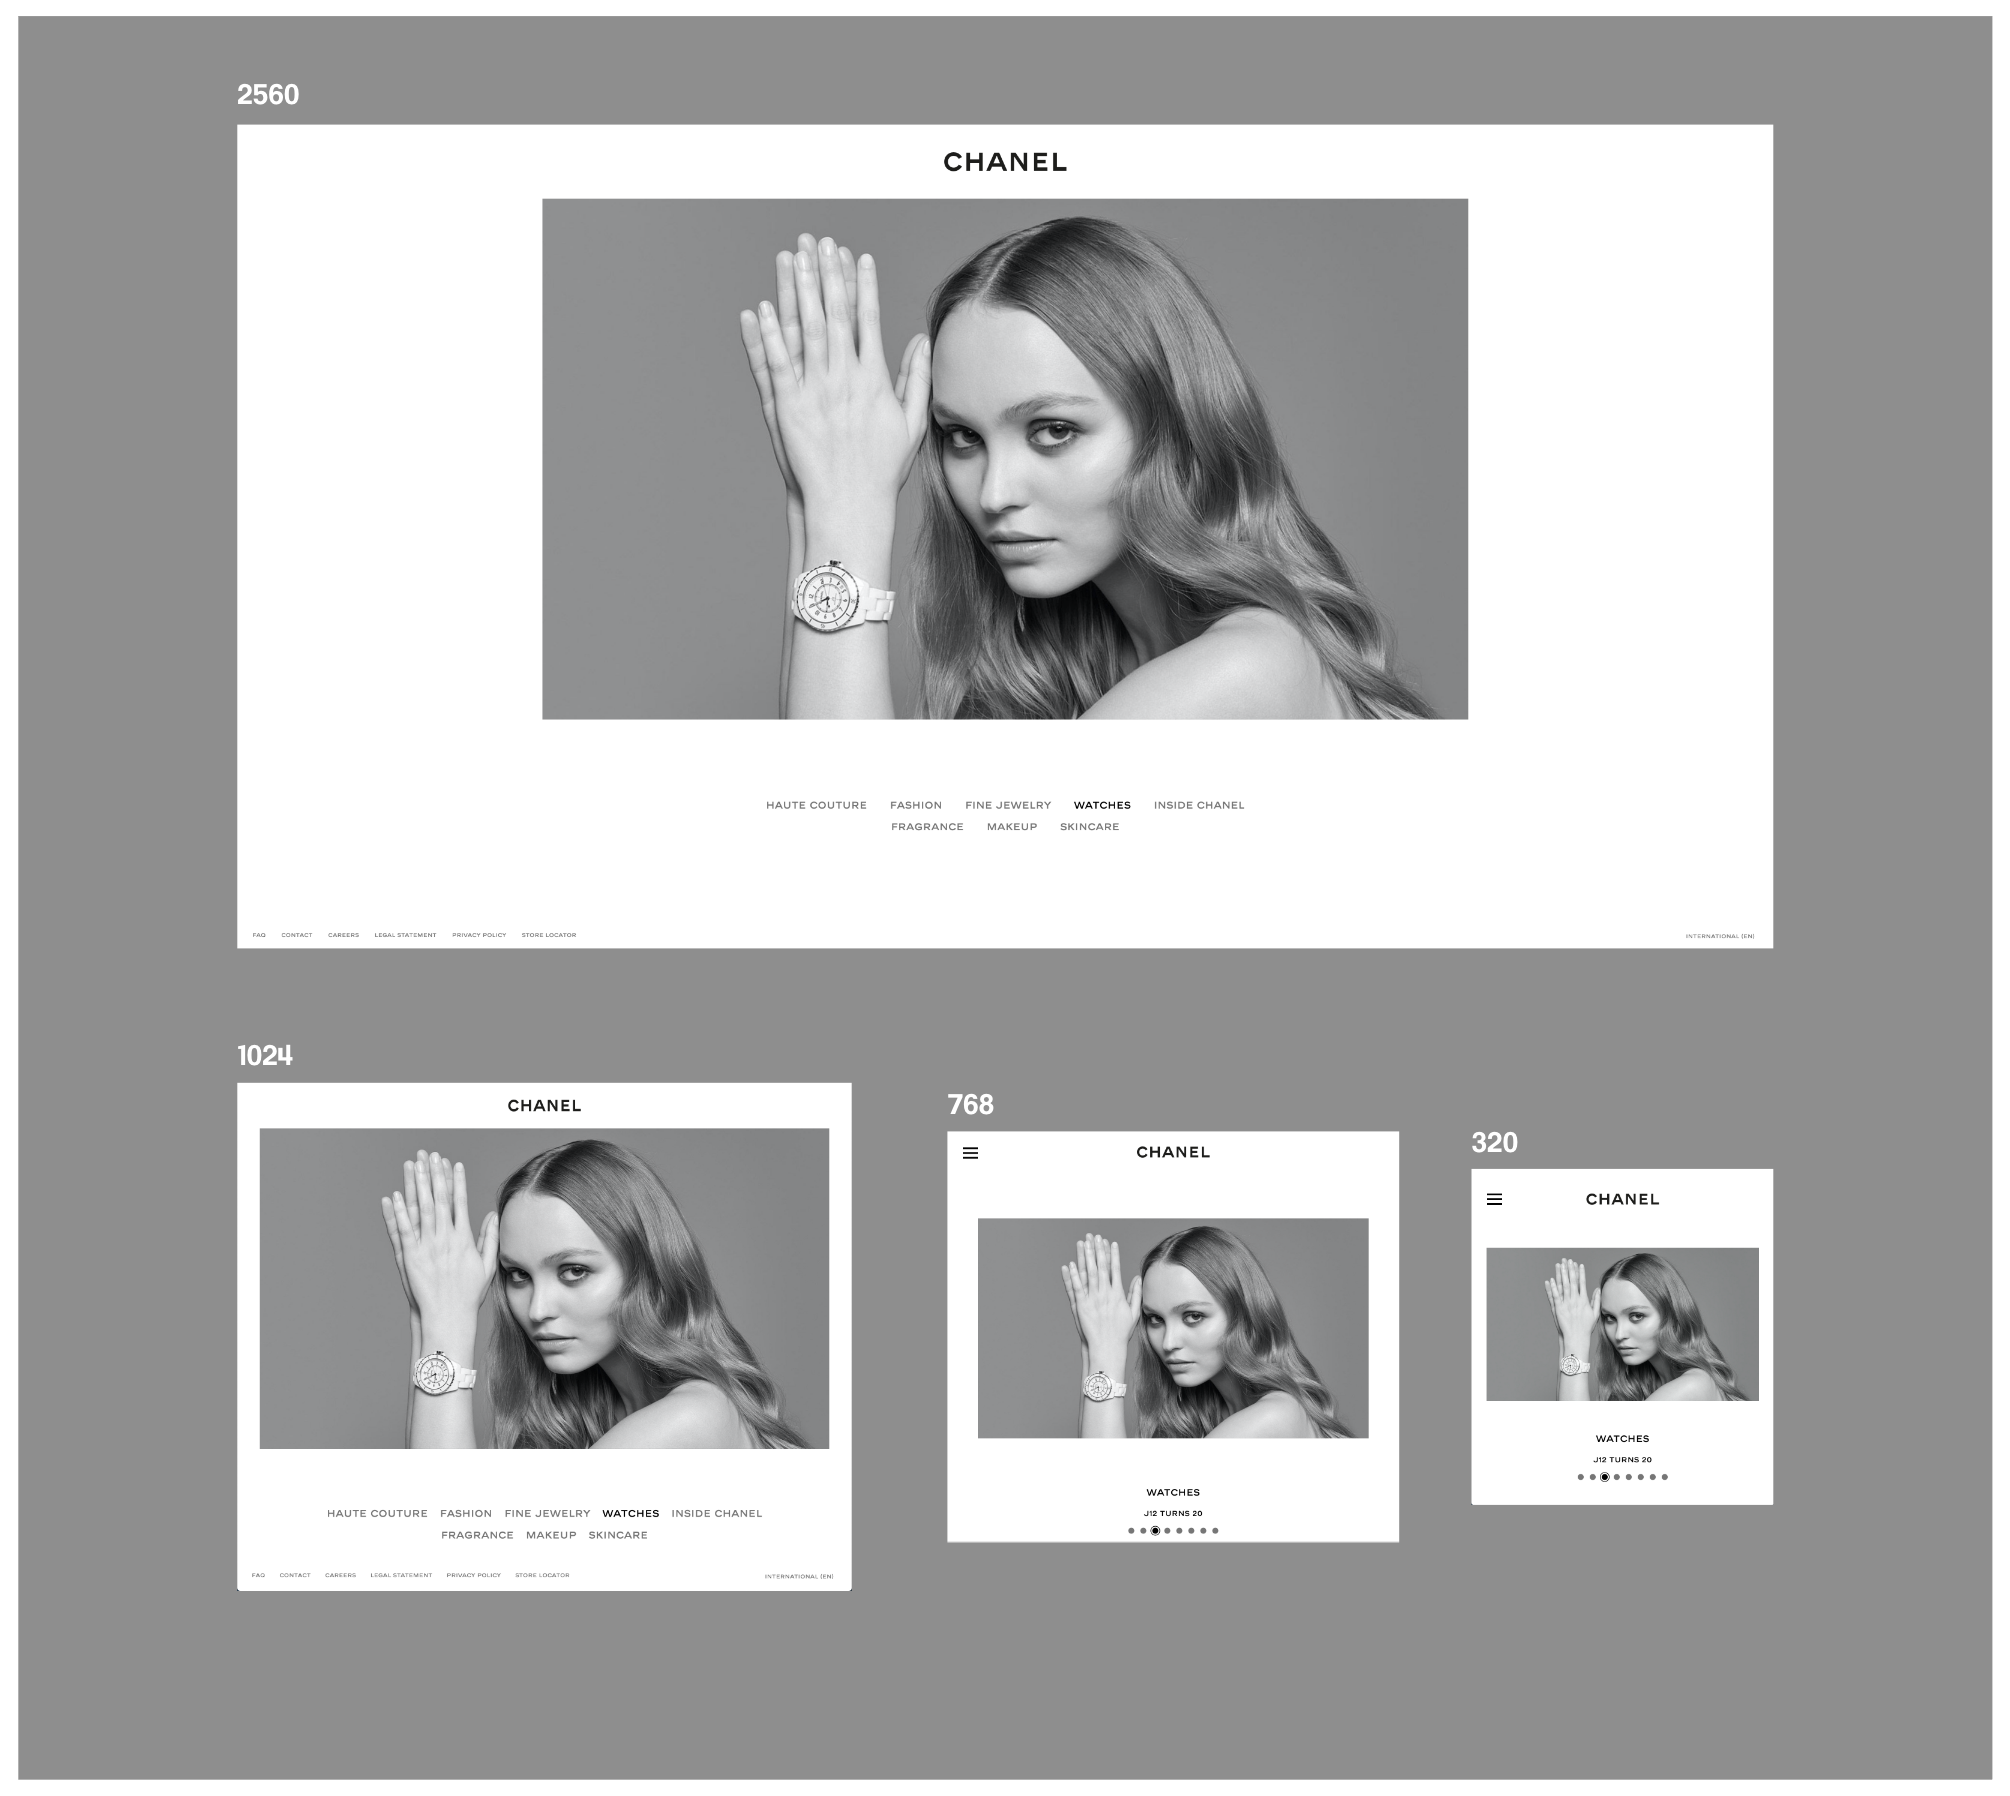 2560
CHANEL
HAUTE COUTURE FASHION FINE JEWELRY WATCHES INSIDE CHANEL
FRAGRANCE MAKEUP SKINCARE
FAQ CONTACT CAREERS LEGAL STATEMENT PRIVACY POLICY STORE LOCATOR INTERNATIONAL (EN)
1024
CHANEL
HAUTE COUTURE FASHION FINE JEWELRY WATCHES INSIDE CHANEL
FRAGRANCE MAKEUP SKINCARE
FAQ CONTACT CAREERS LEGAL STATEMENT PRIVACY POLICY STORE LOCATOR INTERNATIONAL (EN)
768
CHANEL
WATCHES
J12 TURNS 20
320
CHANEL
WATCHES
J12 TURNS 20